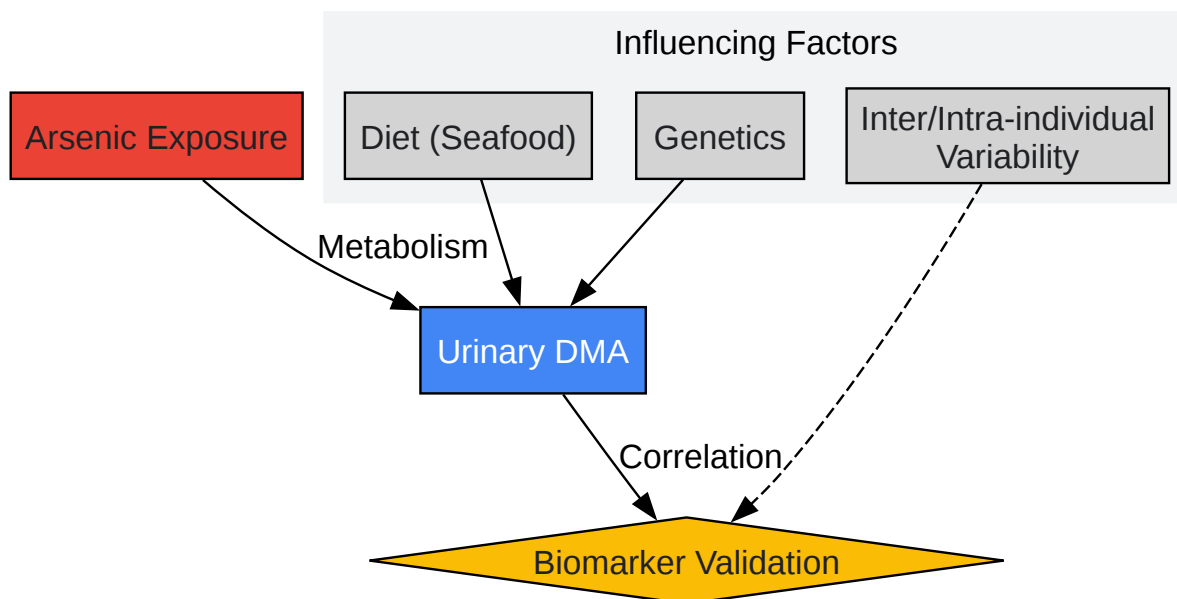 Influencing Factors
Arsenic Exposure
Diet (Seafood)
Genetics
Inter/Intra-individual
Variability
Metabolism
Urinary DMA
Correlation
Biomarker Validation